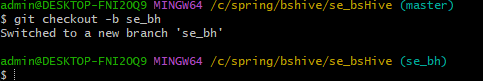 admin@DESKTOP-FNI2OQ9 MINGW64 /c/spring/bshive/se_bsHive (master)
$ git checkout -b se_bh
Switched to a new branch 'se_bh'
admin@DESKTOP-FNI2OQ9 MINGW64 /c/spring/bshive/se_bsHive (se_bh)
$